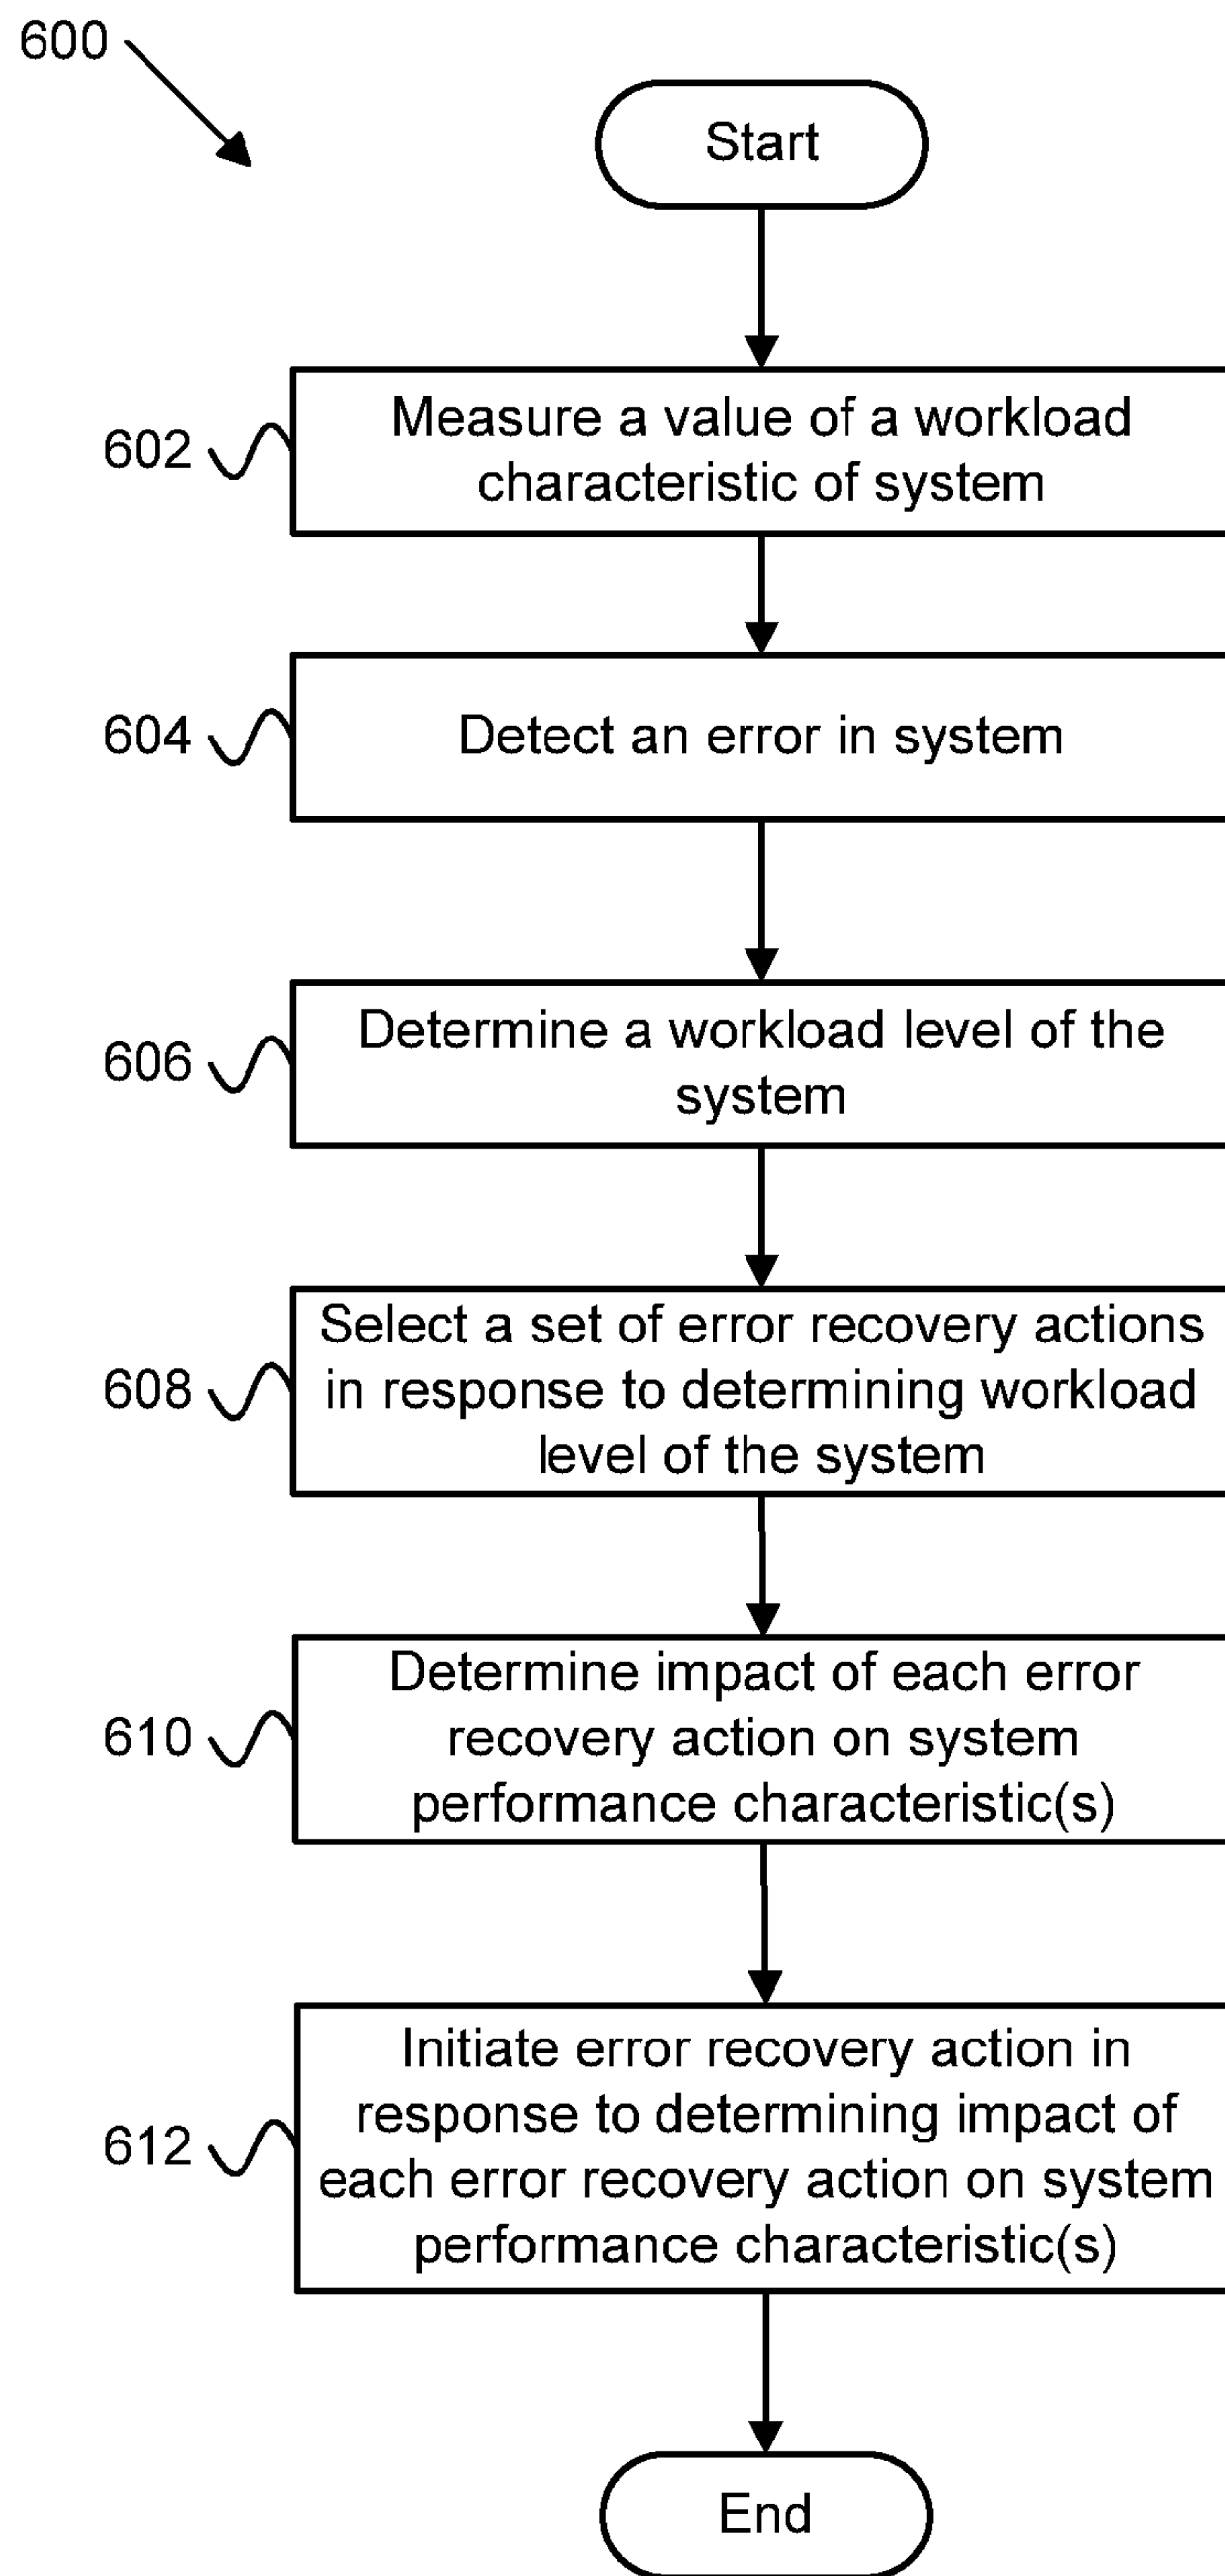 600
Start
602
Measure a value of a workload
characteristic of system
604
Detect an error in system
606
Determine a workload level of the
system
608
Select a set of error recovery actions
in response to determining workload
level of the system
610
Determine impact of each error
recovery action on system
performance characteristic(s)
612
Initiate error recovery action in
response to determining impact of
each error recovery action on system
performance characteristic(s)
End